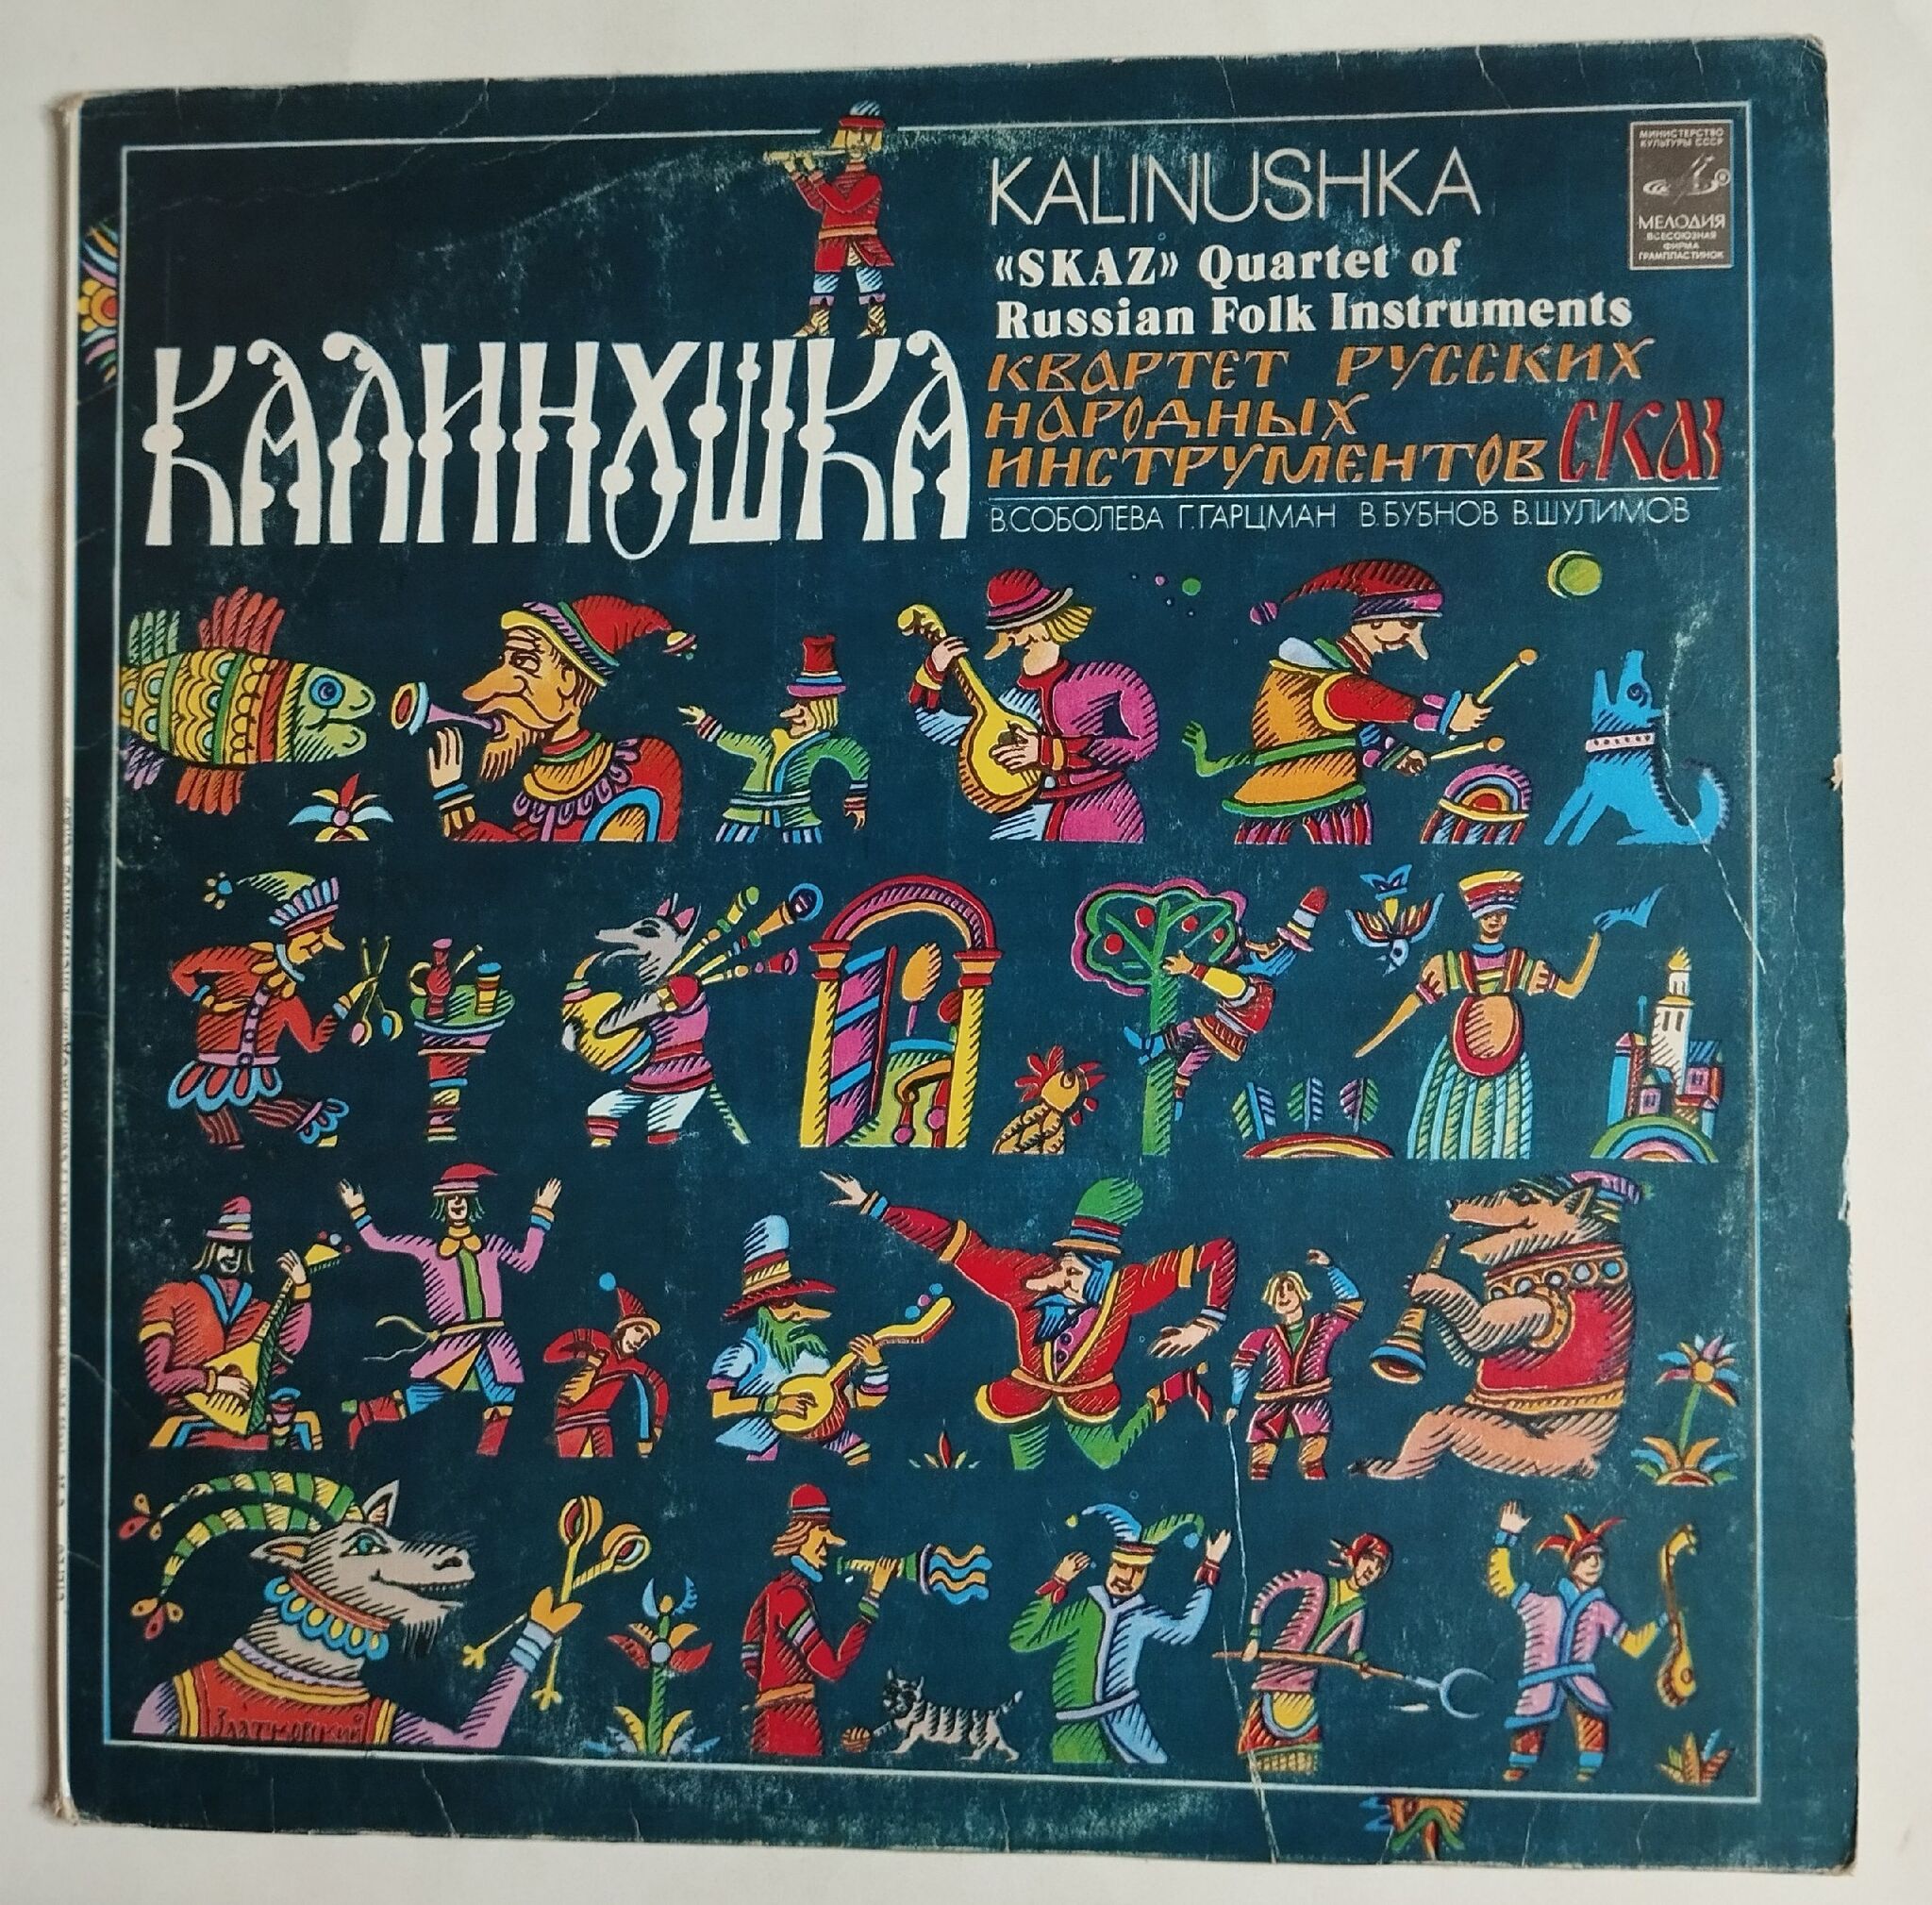 KALINUSHKA
«SKAZ» Quartet of
Russian Folk Instruments
МИНИСТЕРСТВО
КУЛЬТУРЫ СССР
МЕЛОДИЯ
ВСЕСОЮЗНАЯ
ФИРМА
ГРАМПЛАСТИНОК
КАЛИНУШКА
КВАРТЕТ РУССКИХ
НАРОДНЫХ
ИНСТРУМЕНТОВ СКАЗ
В.СОБОЛЕВА Г.ГАРЦМАН В.БУБНОВ В.ШУЛИМОВ
ЗЛАТКОВСКИЙ